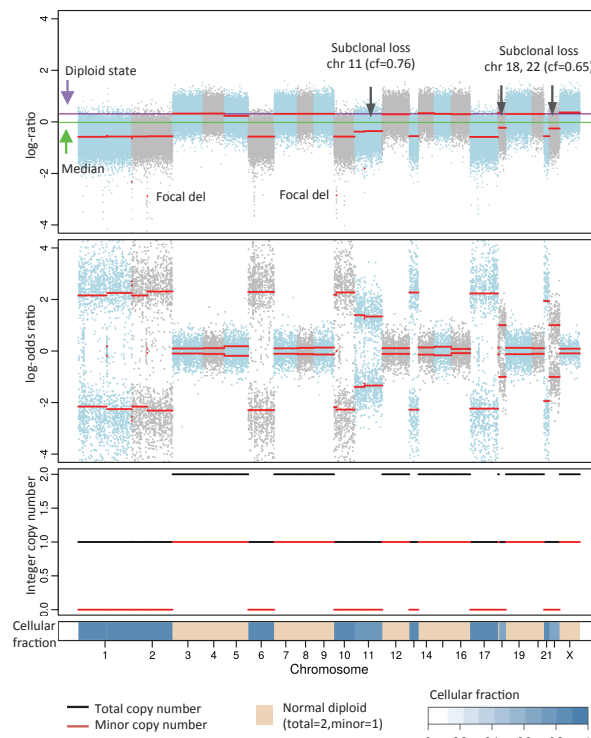 4
Subclonal loss
chr 11 (cf=0.76)
Subclonal loss
chr 18, 22 (cf=0.65)
Diploid state
2
log-ratio
0
Median
-2
Focal del
Focal del
-4
4
2
log-odds ratio
0
-2
-4
Integer copy number
2.0
1.5
1.0
0.5
0.0
Cellular
fraction
1 2 3 4 5 6 7 8 9 10 11 12 14 16 17 19 21 X
Chromosome
Total copy number
Minor copy number
Normal diploid
(total=2,minor=1)
Cellular fraction